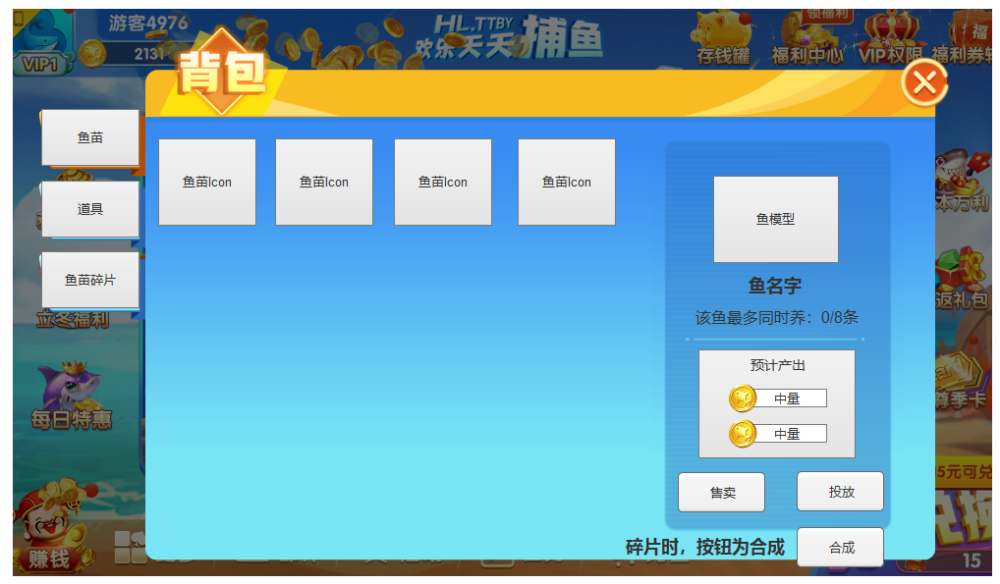 游客4976
VIP1
2131
HL.TTBY
欢乐天天捕鱼
存钱罐
领福利
福利中心
VIP权限
福
背包
鱼苗
道具
鱼苗碎片
立冬福利
每日特惠
赚钱
鱼苗Icon
鱼苗Icon
鱼苗Icon
鱼苗Icon
鱼模型
鱼名字
该鱼最多同时养：0/8条
预计产出
中量
中量
售卖
投放
碎片时，按钮为合成
合成
本万利
返礼包
尊季卡
5元可兑
兑换
15